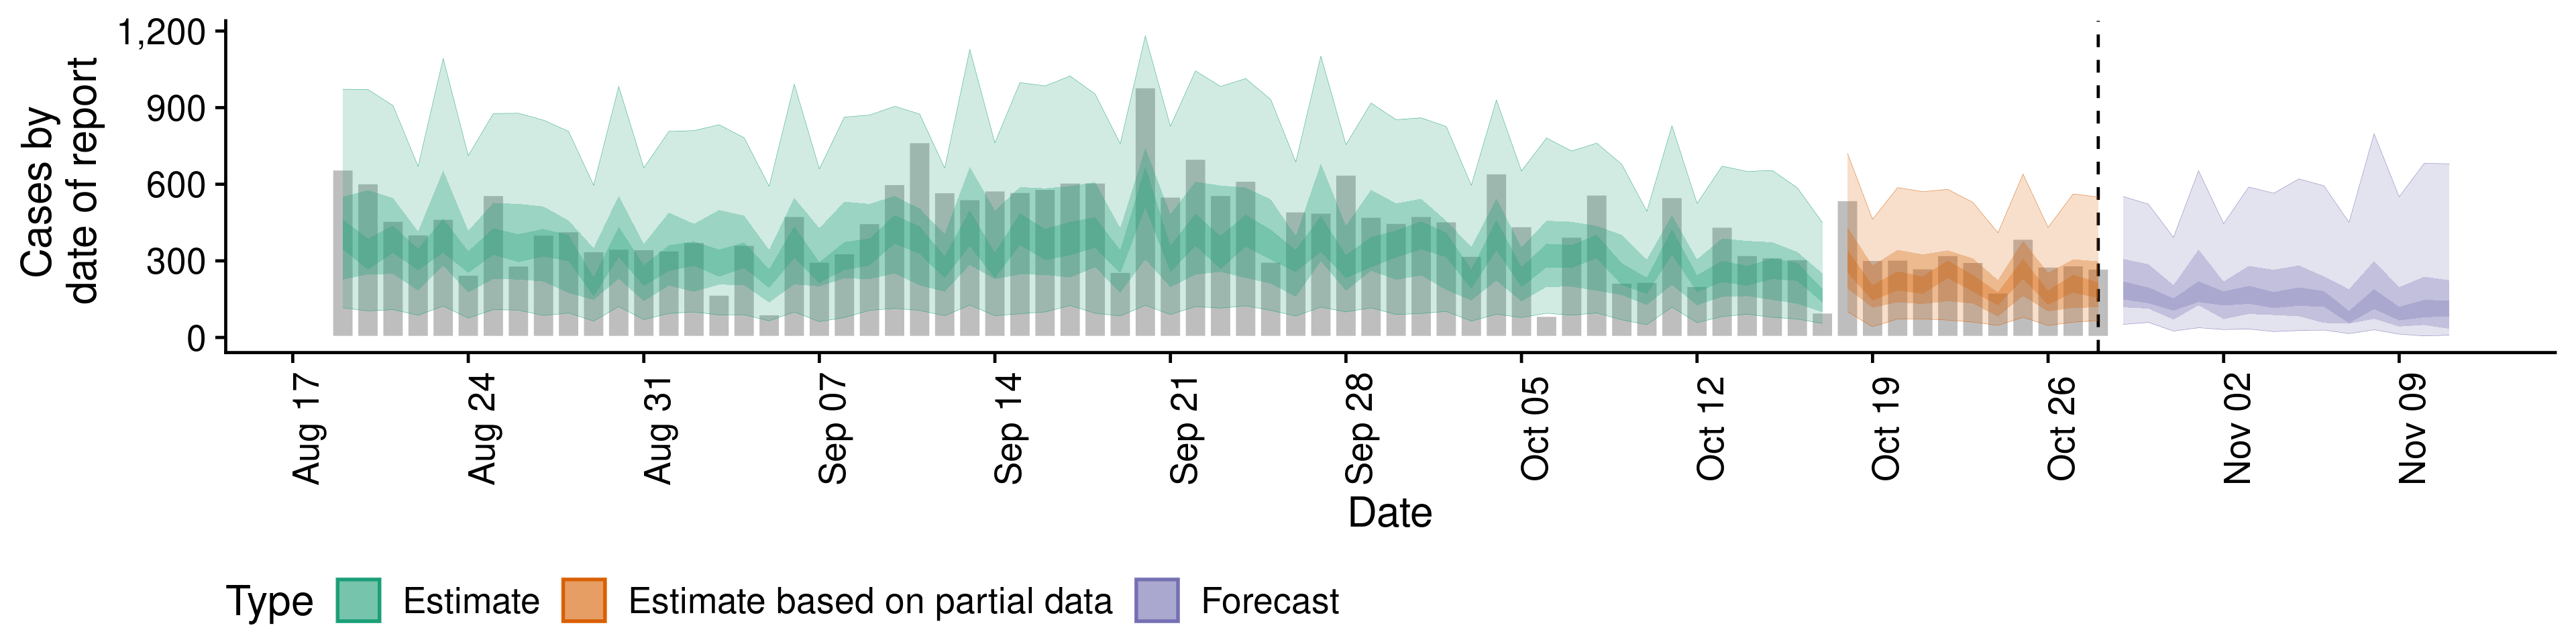 Cases by
date of report
1,200
900
600
300
0
Aug 17
Aug 24
Aug 31
Sep 07
Sep 14
Sep 21
Sep 28
Oct 05
Oct 12
Oct 19
Oct 26
Nov 02
Nov 09
Date
Type Estimate Estimate based on partial data Forecast